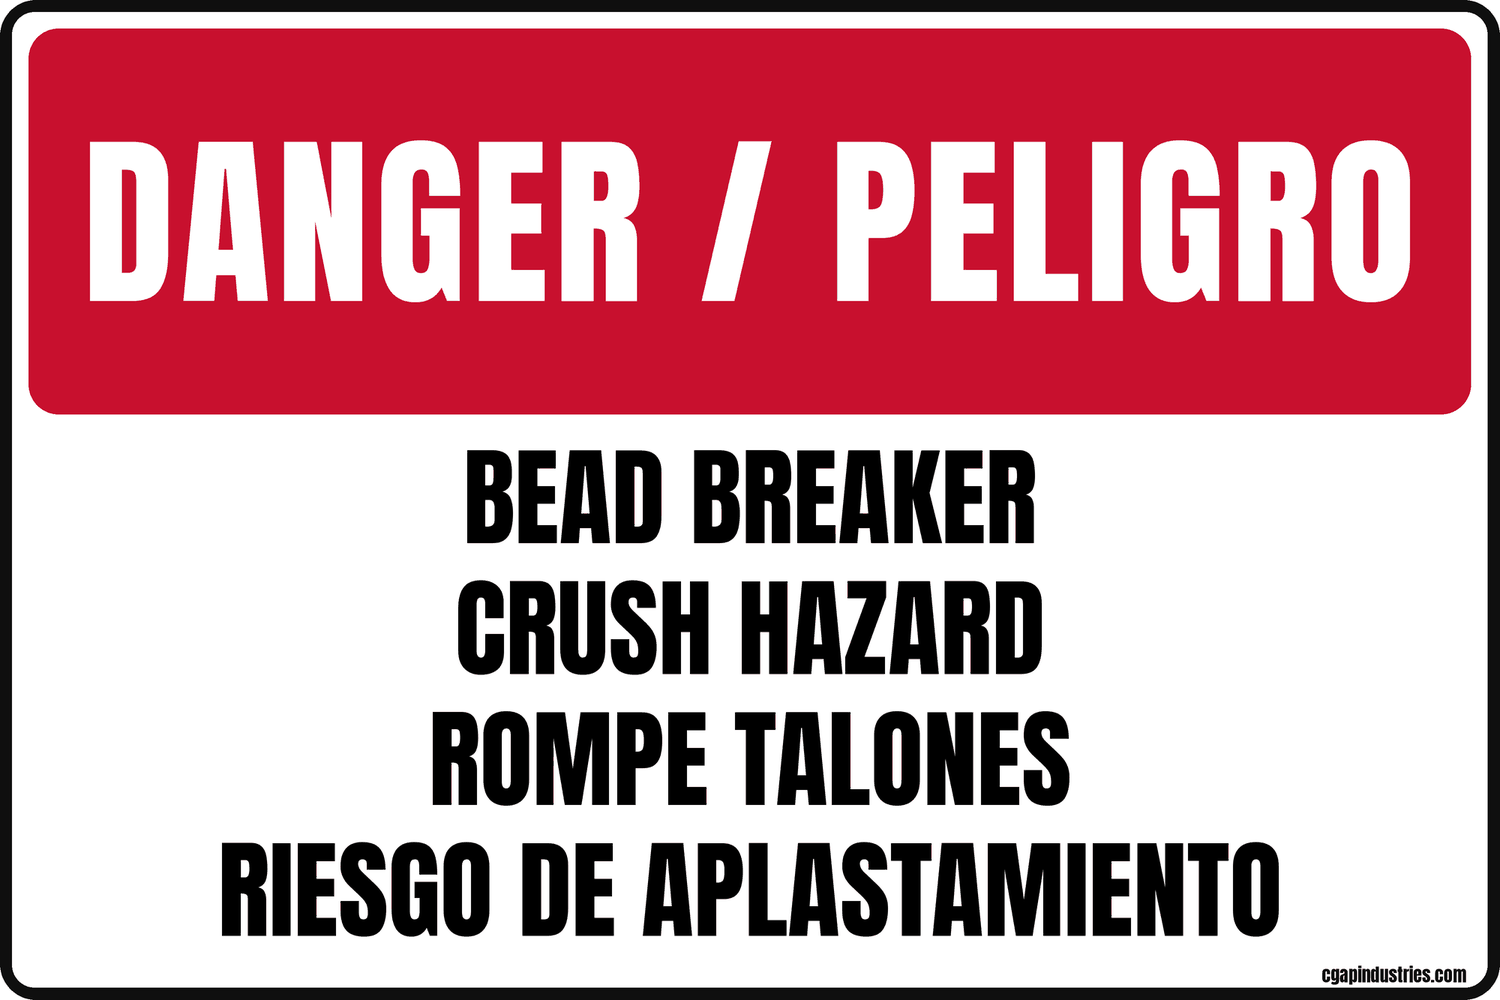 DANGER / PELIGRO
BEAD BREAKER
CRUSH HAZARD
ROMPE TALONES
RIESGO DE APLASTAMIENTO
cgapindustries.com